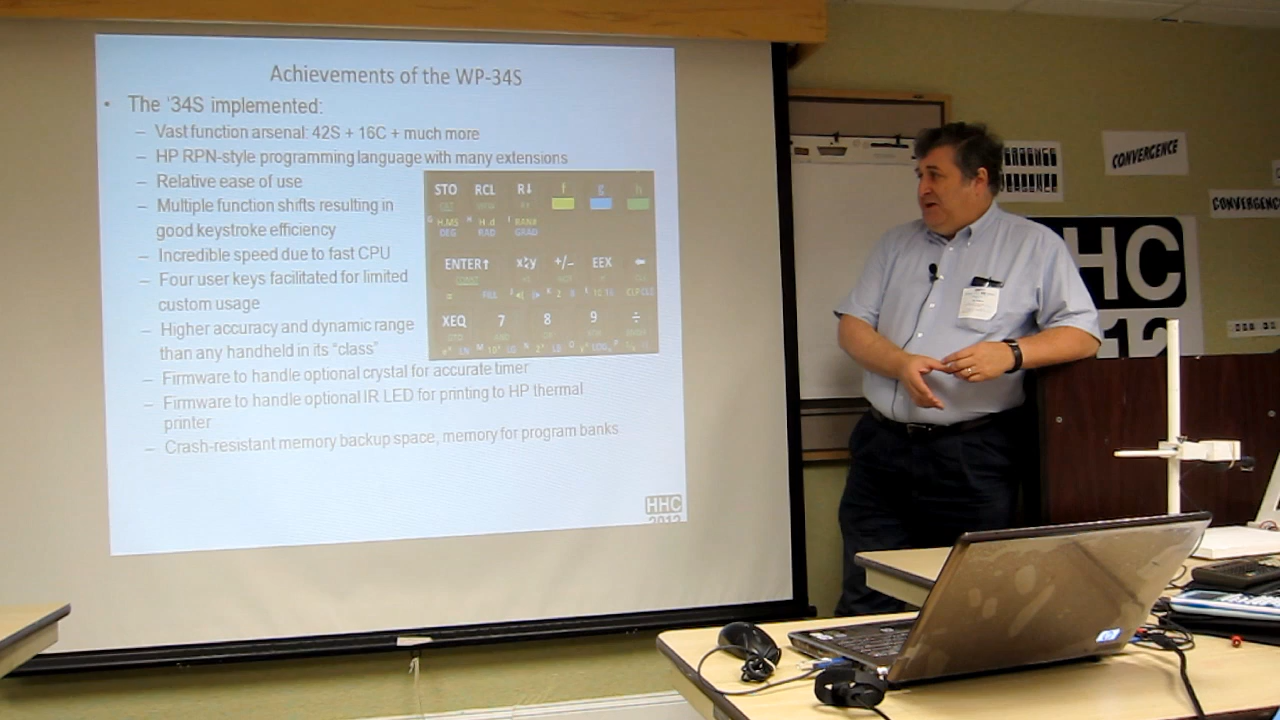 Achievements of the WP-34S
• The '34S implemented:
– Vast function arsenal: 42S + 16C + much more
– HP RPN-style programming language with many extensions
– Relative ease of use
– Multiple function shifts resulting in
good keystroke efficiency
– Incredible speed due to fast CPU
– Four user keys facilitated for limited
custom usage
– Higher accuracy and dynamic range
than any handheld in its "class"
– Firmware to handle optional crystal for accurate timer
– Firmware to handle optional IR LED for printing to HP thermal
printer
– Crash-resistant memory backup space, memory for program banks
STO RCL R↓ f g h
H.MS H.d
DEG RAD GRAD
ENTER↑ x⇄y +/– EEX ←
FILL
XEQ 7 8 9 ÷
HHC
2012
CONVERGENCE
CONVERGENCE
HHC
2012
hp